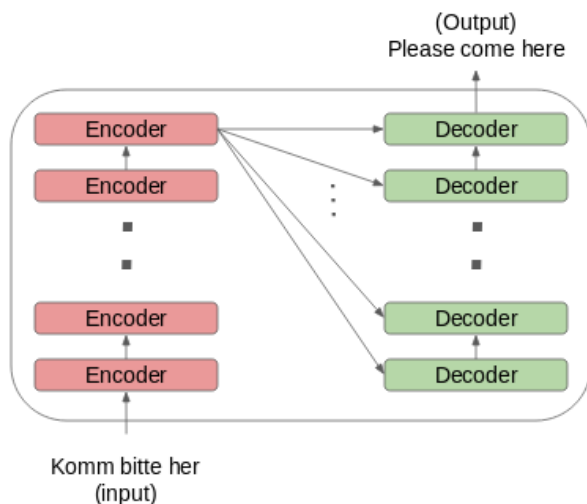 (Output)
Please come here
Encoder
Decoder
Encoder
Decoder
Encoder
Decoder
Encoder
Decoder
Komm bitte her
(input)